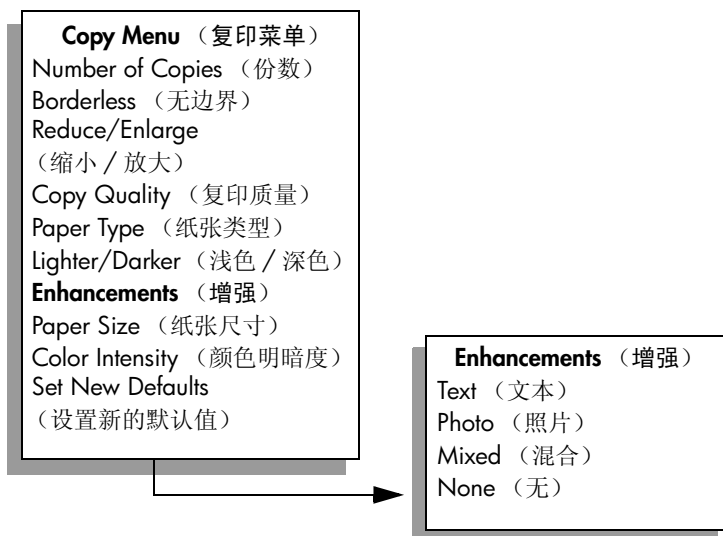 Copy Menu （复印菜单）
Number of Copies （份数）
Borderless （无边界）
Reduce/Enlarge
（缩小 / 放大）
Copy Quality （复印质量）
Paper Type （纸张类型）
Lighter/Darker （浅色 / 深色）
Enhancements （增强）
Paper Size （纸张尺寸）
Color Intensity （颜色明暗度）
Set New Defaults
（设置新的默认值）
Enhancements （增强）
Text （文本）
Photo （照片）
Mixed （混合）
None （无）